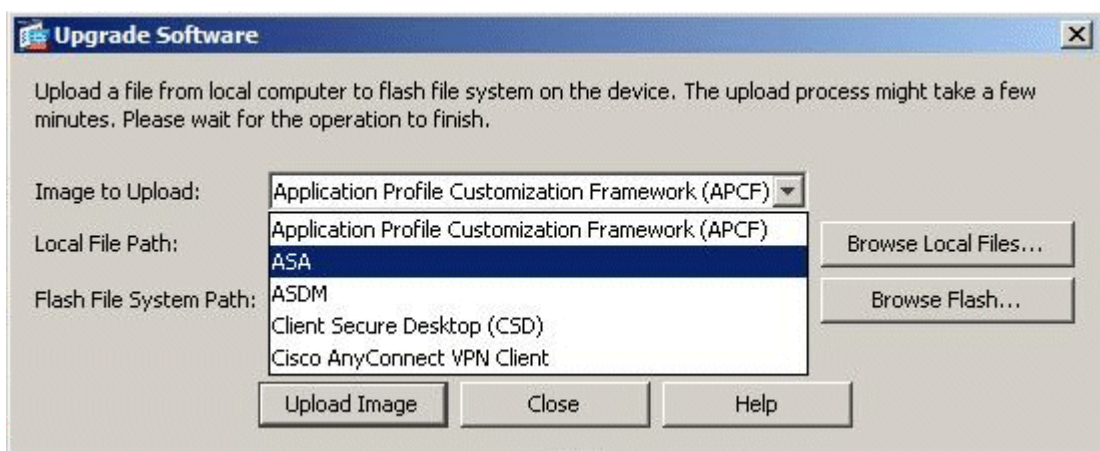 Upgrade Software
Upload a file from local computer to flash file system on the device. The upload process might take a few
minutes. Please wait for the operation to finish.
Image to Upload:
Application Profile Customization Framework (APCF)
Application Profile Customization Framework (APCF)
Local File Path:
Browse Local Files...
ASA
Flash File System Path:
ASDM
Browse Flash...
Client Secure Desktop (CSD)
Cisco AnyConnect VPN Client
Upload Image
Close
Help